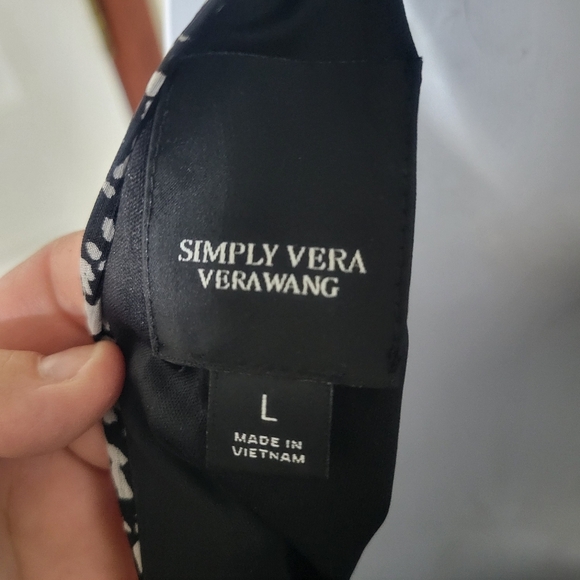 SIMPLY VERA
VERAWANG
L
MADE IN
VIETNAM